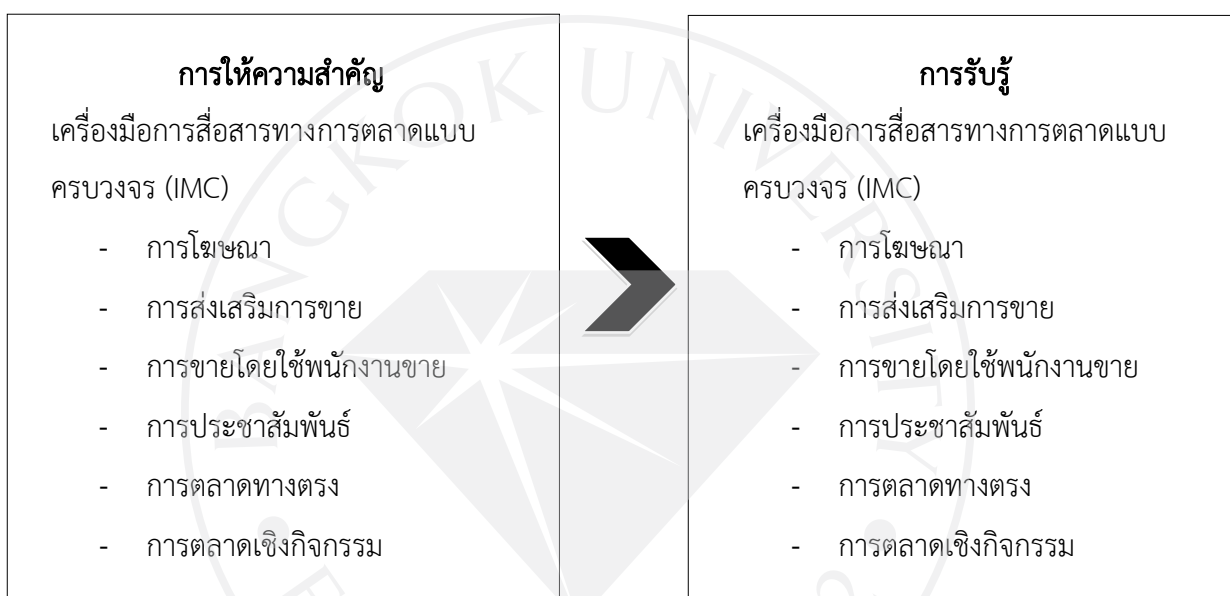 การให้ความสำคัญ
เครื่องมือการสื่อสารทางการตลาดแบบ
ครบวงจร (IMC)
- การโฆษณา
- การส่งเสริมการขาย
- การขายโดยใช้พนักงานขาย
- การประชาสัมพันธ์
- การตลาดทางตรง
- การตลาดเชิงกิจกรรม
การรับรู้
เครื่องมือการสื่อสารทางการตลาดแบบ
ครบวงจร (IMC)
- การโฆษณา
- การส่งเสริมการขาย
- การขายโดยใช้พนักงานขาย
- การประชาสัมพันธ์
- การตลาดทางตรง
- การตลาดเชิงกิจกรรม
BANGKOK UNIVERSITY